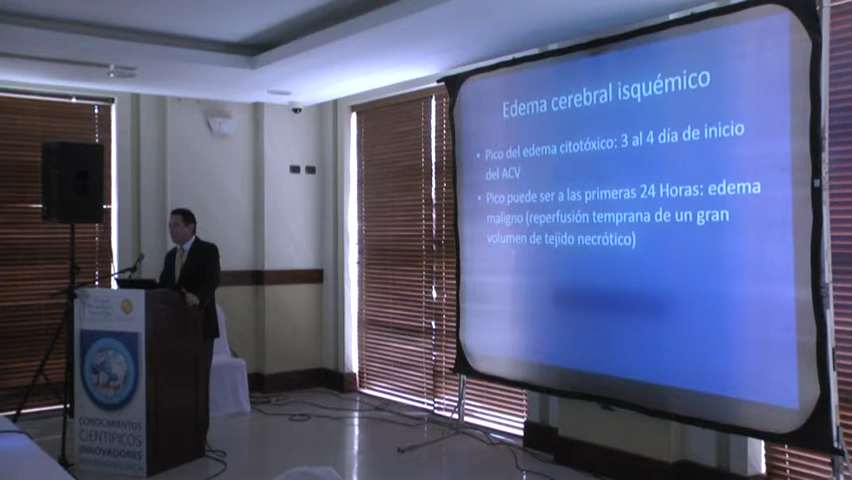 Edema cerebral isquémico
• Pico del edema citotóxico: 3 al 4 día de inicio
del ACV
• Pico puede ser a las primeras 24 Horas: edema
maligno (reperfusión temprana de un gran
volumen de tejido necrótico)
CONOCIMIENTOS
CIENTÍFICOS
INNOVADORES